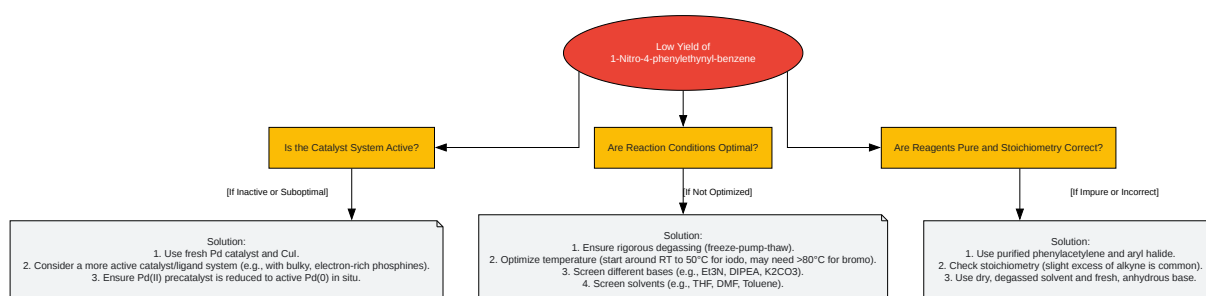 Low Yield of
1-Nitro-4-phenylethynyl-benzene
Is the Catalyst System Active?
Are Reaction Conditions Optimal?
Are Reagents Pure and Stoichiometry Correct?
[If Inactive or Suboptimal]
[If Not Optimized]
[If Impure or Incorrect]
Solution:
1. Use fresh Pd catalyst and CuI.
2. Consider a more active catalyst/ligand system (e.g., with bulky, electron-rich phosphines).
3. Ensure Pd(II) precatalyst is reduced to active Pd(0) in situ.
Solution:
1. Ensure rigorous degassing (freeze-pump-thaw).
2. Optimize temperature (start around RT to 50°C for iodo, may need >80°C for bromo).
3. Screen different bases (e.g., Et3N, DIPEA, K2CO3).
4. Screen solvents (e.g., THF, DMF, Toluene).
Solution:
1. Use purified phenylacetylene and aryl halide.
2. Check stoichiometry (slight excess of alkyne is common).
3. Use dry, degassed solvent and fresh, anhydrous base.